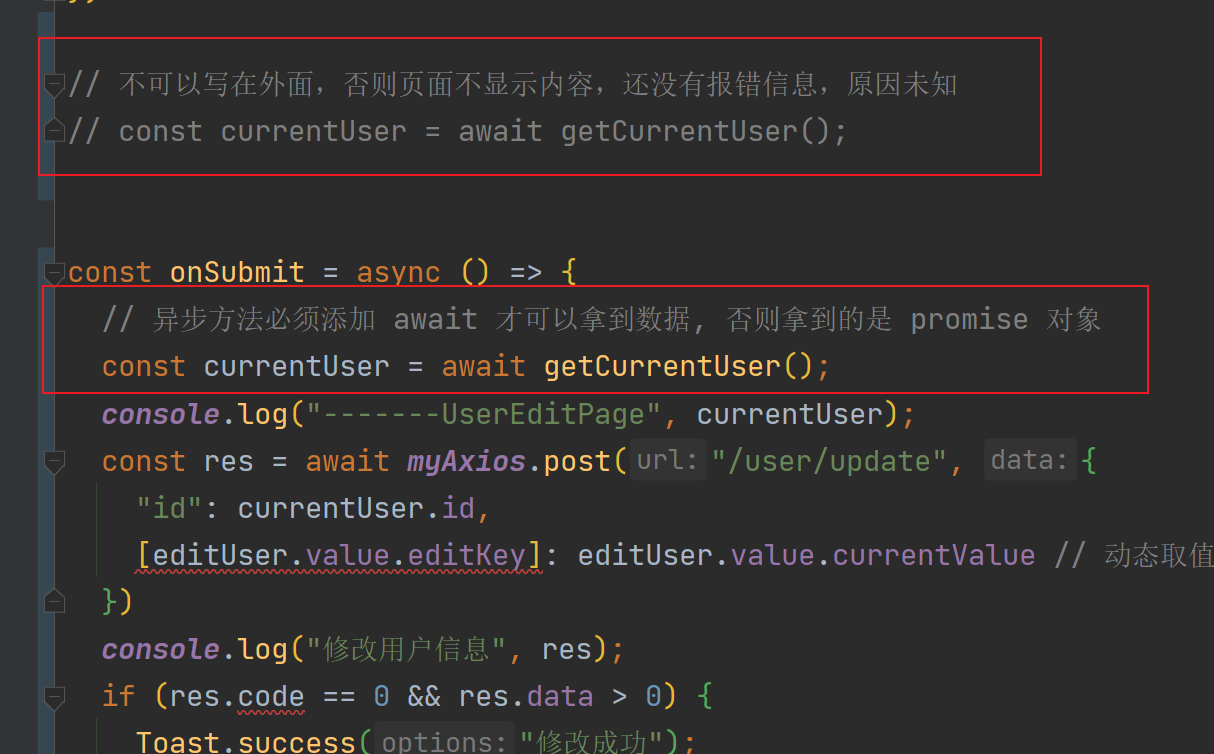 // 不可以写在外面，否则页面不显示内容，还没有报错信息，原因未知
// const currentUser = await getCurrentUser();
const onSubmit = async () => {
// 异步方法必须添加 await 才可以拿到数据, 否则拿到的是 promise 对象
const currentUser = await getCurrentUser();
console.log("-------UserEditPage", currentUser);
const res = await myAxios.post( url: "/user/update", data: {
"id": currentUser.id,
[editUser.value.editKey]: editUser.value.currentValue // 动态取值
})
console.log("修改用户信息", res);
if (res.code == 0 && res.data > 0) {
Toast.success( options: "修改成功");